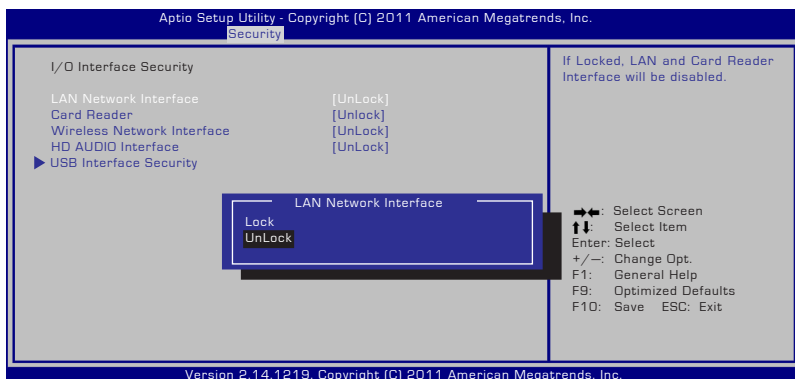 Aptio Setup Utility - Copyright (C) 2011 American Megatrends, Inc.
Security
I/O Interface Security
LAN Network Interface [UnLock]
Card Reader [Unlock]
Wireless Network Interface [UnLock]
HD AUDIO Interface [UnLock]
USB Interface Security
If Locked, LAN and Card Reader
Interface will be disabled.
LAN Network Interface
Lock
UnLock
→←: Select Screen
↑↓: Select Item
Enter: Select
+/—: Change Opt.
F1: General Help
F9: Optimized Defaults
F10: Save ESC: Exit
Version 2.14.1219. Copyright (C) 2011 American Megatrends, Inc.